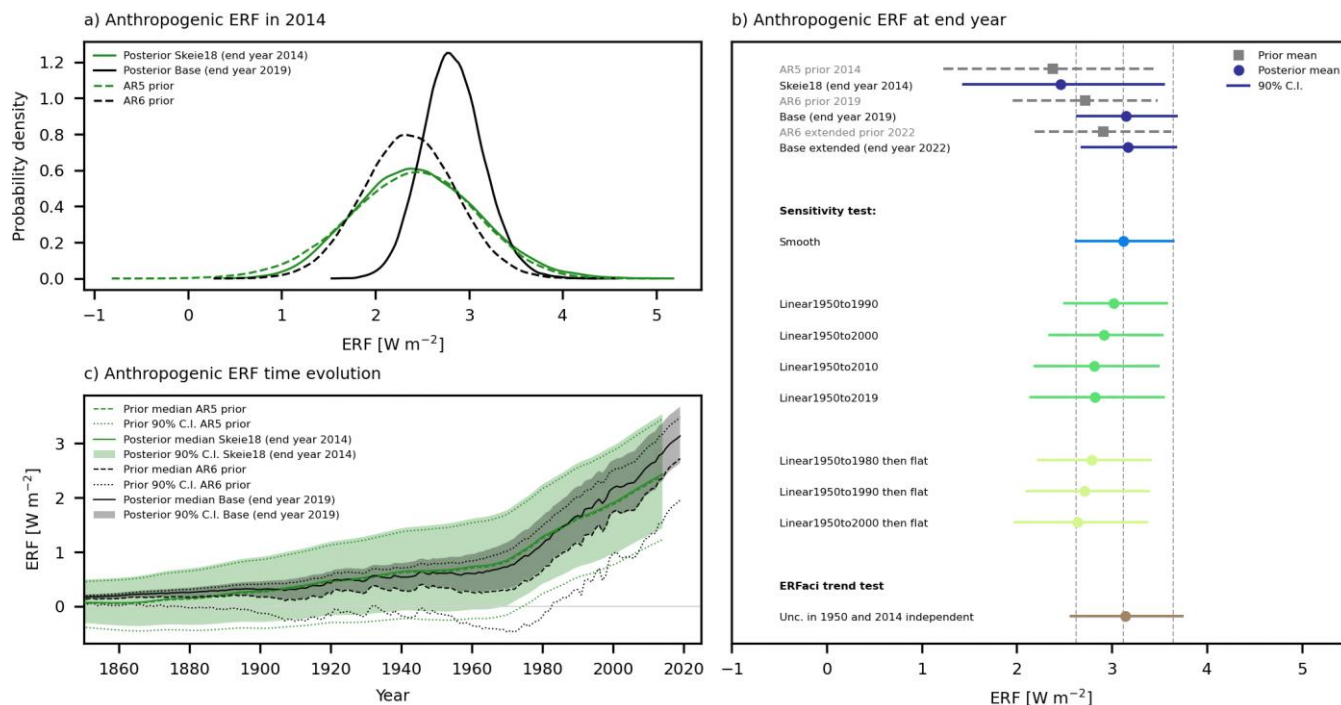 a) Anthropogenic ERF in 2014
Posterior Skeie18 (end year 2014)
Posterior Base (end year 2019)
AR5 prior
AR6 prior
Probability density
1.2
1.0
0.8
0.6
0.4
0.2
0.0
−1 0 1 2 3 4 5
ERF [W m⁻²]
c) Anthropogenic ERF time evolution
Prior median AR5 prior
Prior 90% C.I. AR5 prior
Posterior median Skeie18 (end year 2014)
Posterior 90% C.I. Skeie18 (end year 2014)
Prior median AR6 prior
Prior 90% C.I. AR6 prior
Posterior median Base (end year 2019)
Posterior 90% C.I. Base (end year 2019)
ERF [W m⁻²]
3
2
1
0
1860 1880 1900 1920 1940 1960 1980 2000 2019
Year
b) Anthropogenic ERF at end year
Prior mean
Posterior mean
90% C.I.
AR5 prior 2014
Skeie18 (end year 2014)
AR6 prior 2019
Base (end year 2019)
AR6 extended prior 2022
Base extended (end year 2022)
Sensitivity test:
Smooth
Linear1950to1990
Linear1950to2000
Linear1950to2010
Linear1950to2019
Linear1950to1980 then flat
Linear1950to1990 then flat
Linear1950to2000 then flat
ERFaci trend test
Unc. in 1950 and 2014 independent
−1 0 1 2 3 4 5
ERF [W m⁻²]